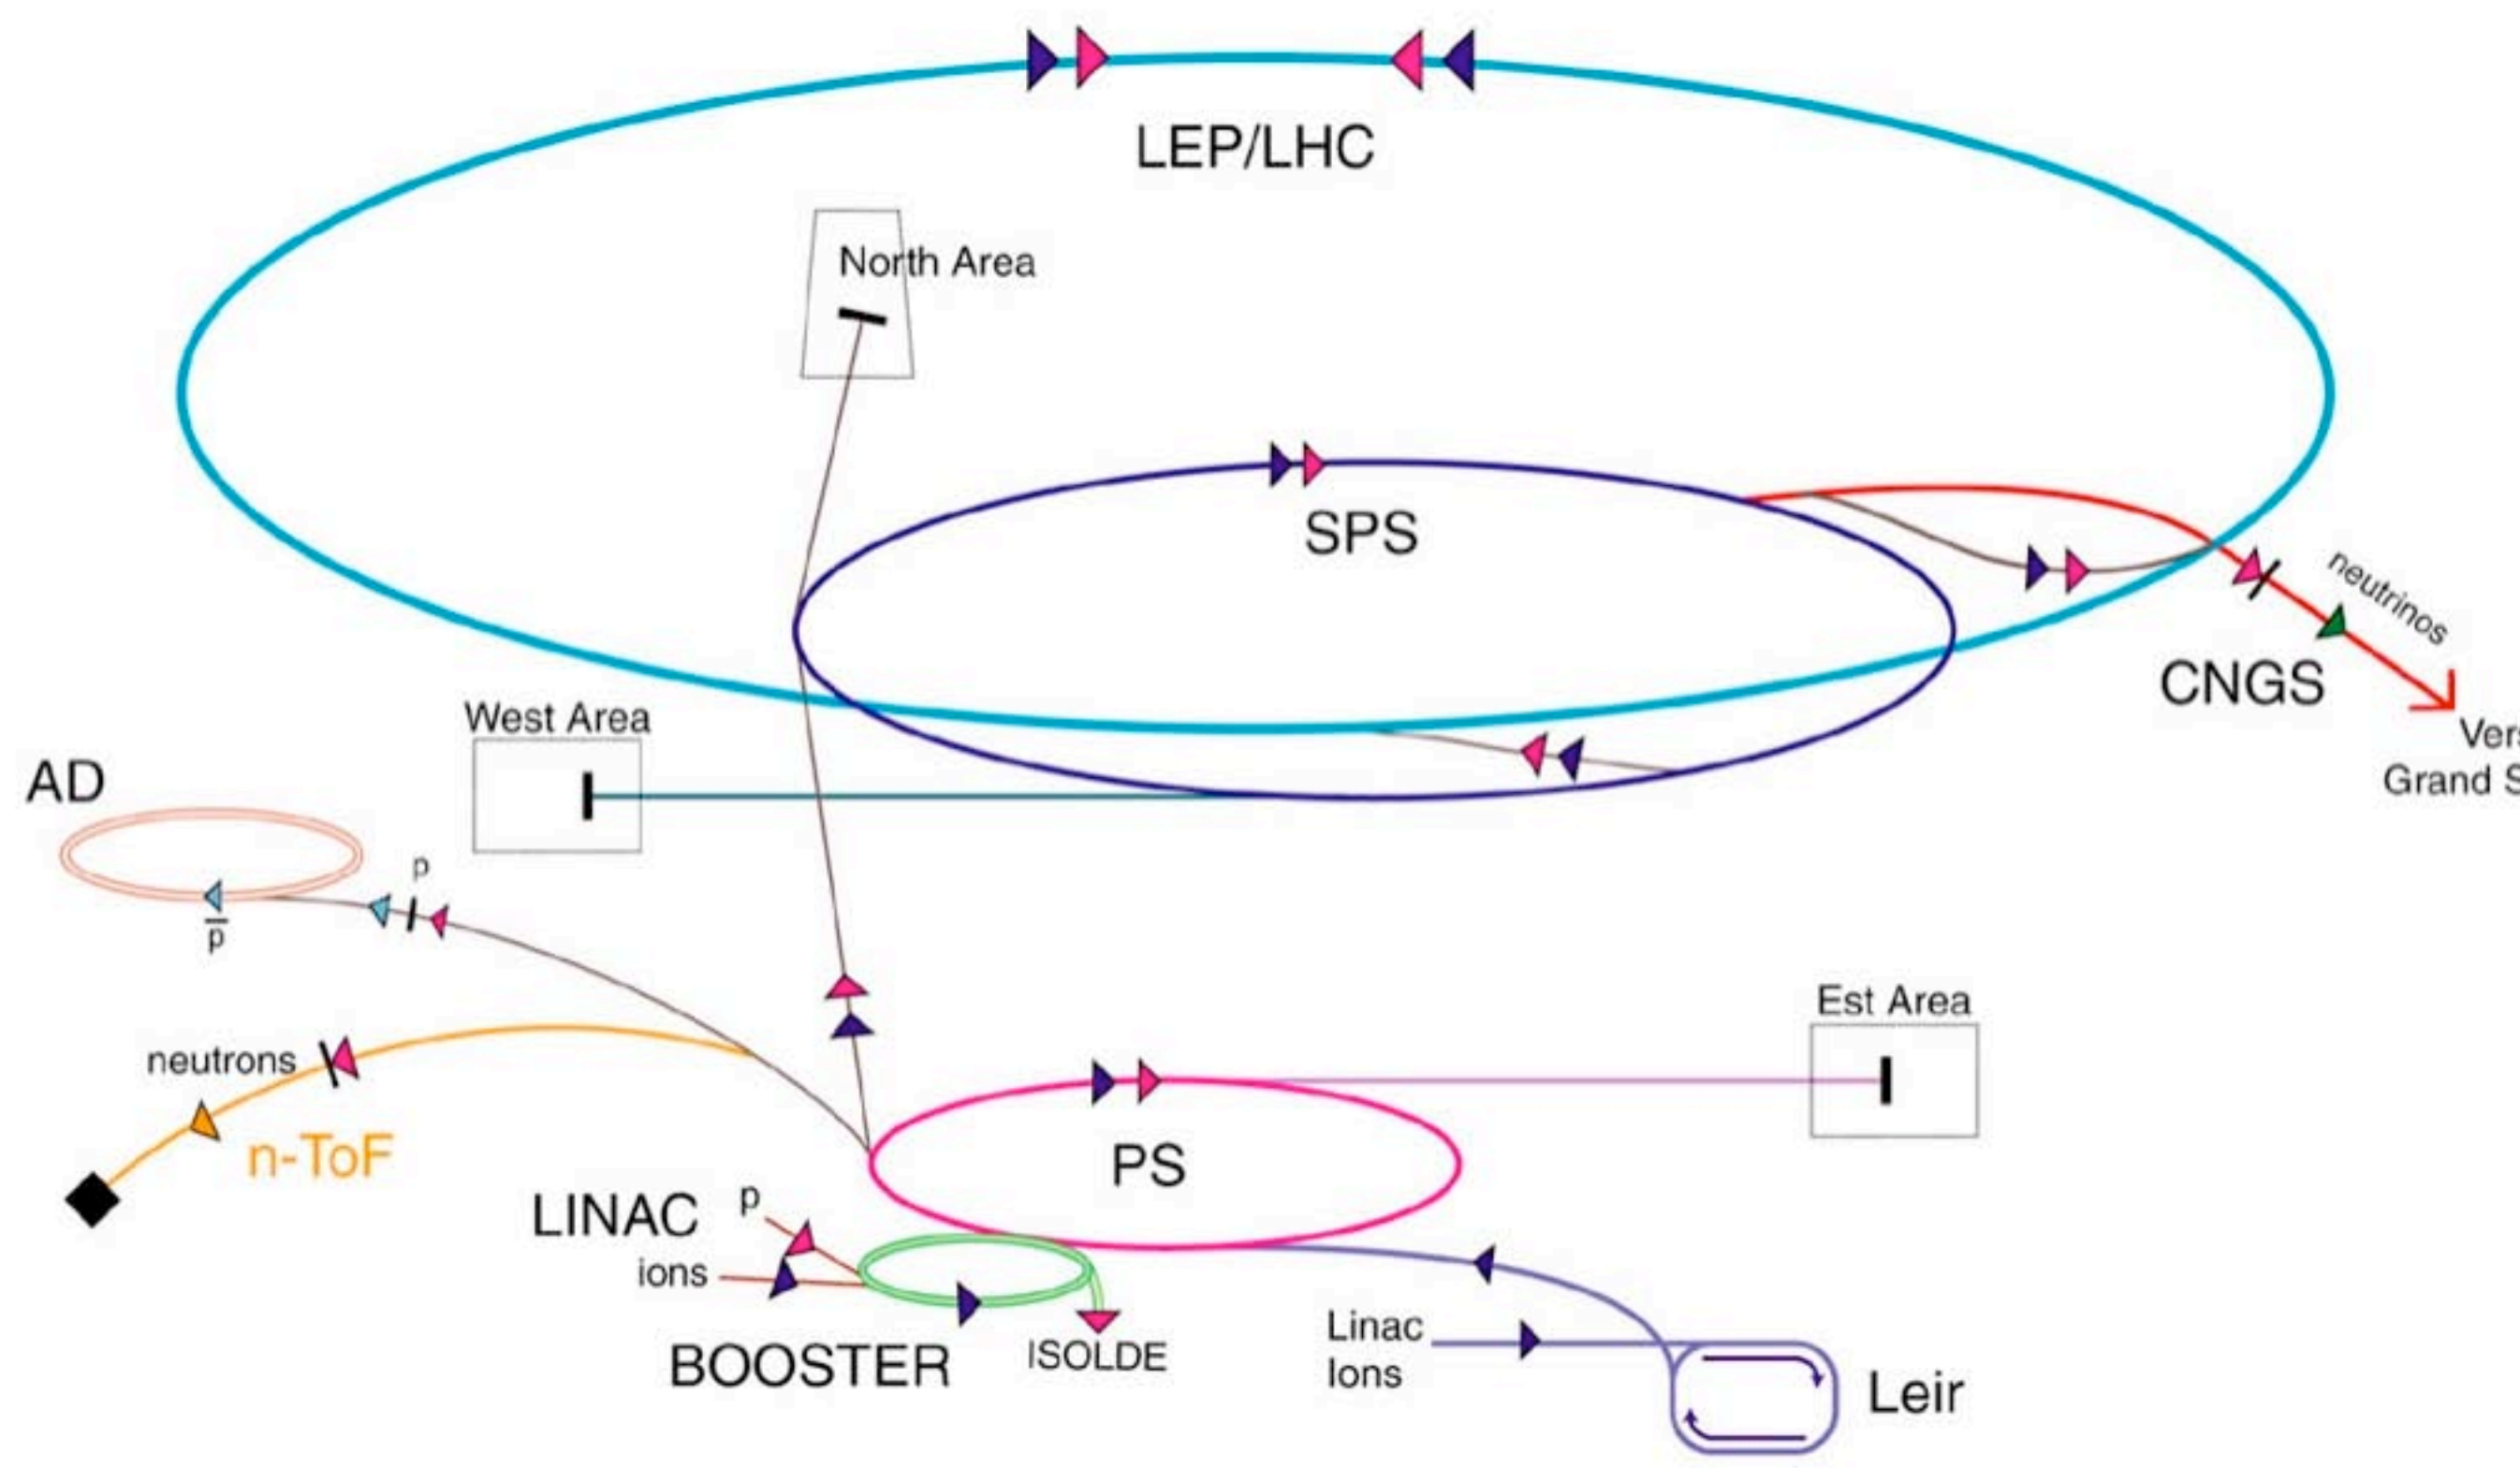 LEP/LHC
North Area
SPS
neutrinos
CNGS
West Area
AD
p
p
Est Area
neutrons
n-ToF
PS
LINAC
p
ions
BOOSTER
ISOLDE
Linac
Ions
Leir
Grand